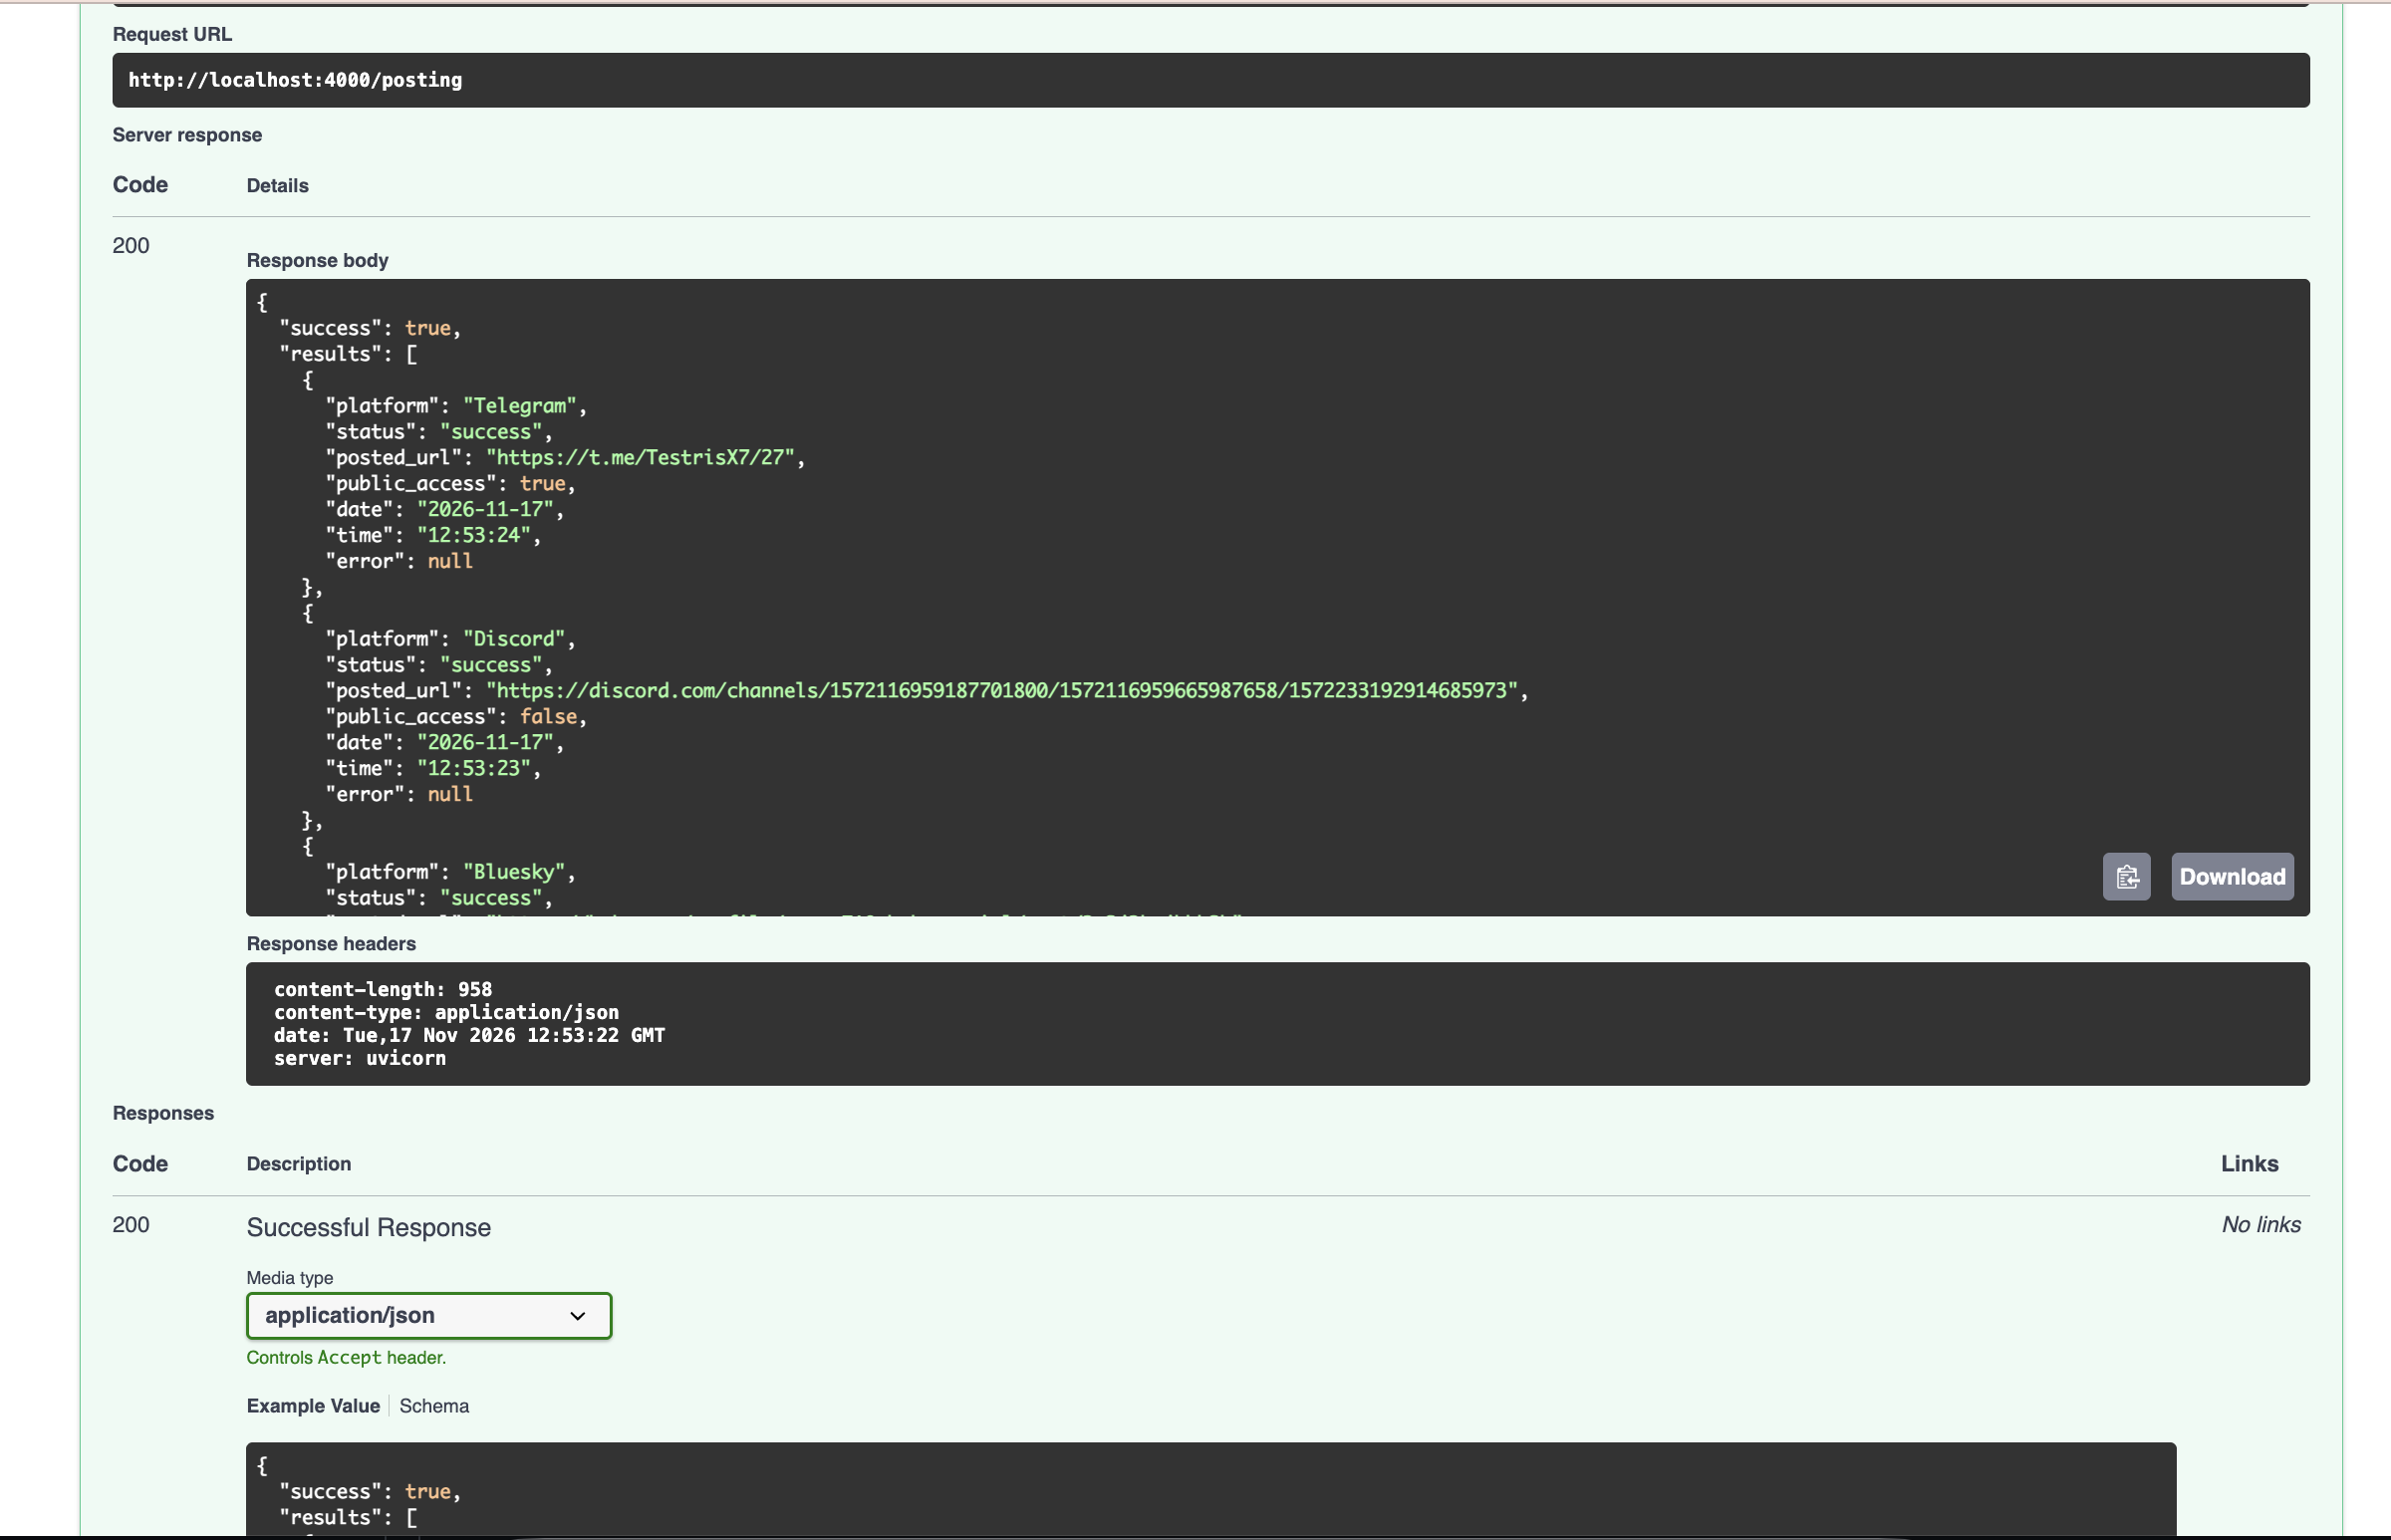 Request URL
http://localhost:4000/posting
Server response
Code Details
200
Response body
{
  "success": true,
  "results": [
    {
      "platform": "Telegram",
      "status": "success",
      "posted_url": "https://t.me/TestrisX7/27",
      "public_access": true,
      "date": "2026-11-17",
      "time": "12:53:24",
      "error": null
    },
    {
      "platform": "Discord",
      "status": "success",
      "posted_url": "https://discord.com/channels/1572116959187701800/1572116959665987658/1572233192914685973",
      "public_access": false,
      "date": "2026-11-17",
      "time": "12:53:23",
      "error": null
    },
    {
      "platform": "Bluesky",
      "status": "success",
Download
Response headers
content-length: 958
content-type: application/json
date: Tue,17 Nov 2026 12:53:22 GMT
server: uvicorn
Responses
Code Description Links
200 Successful Response No links
Media type
application/json
Controls Accept header.
Example Value Schema
{
  "success": true,
  "results": [